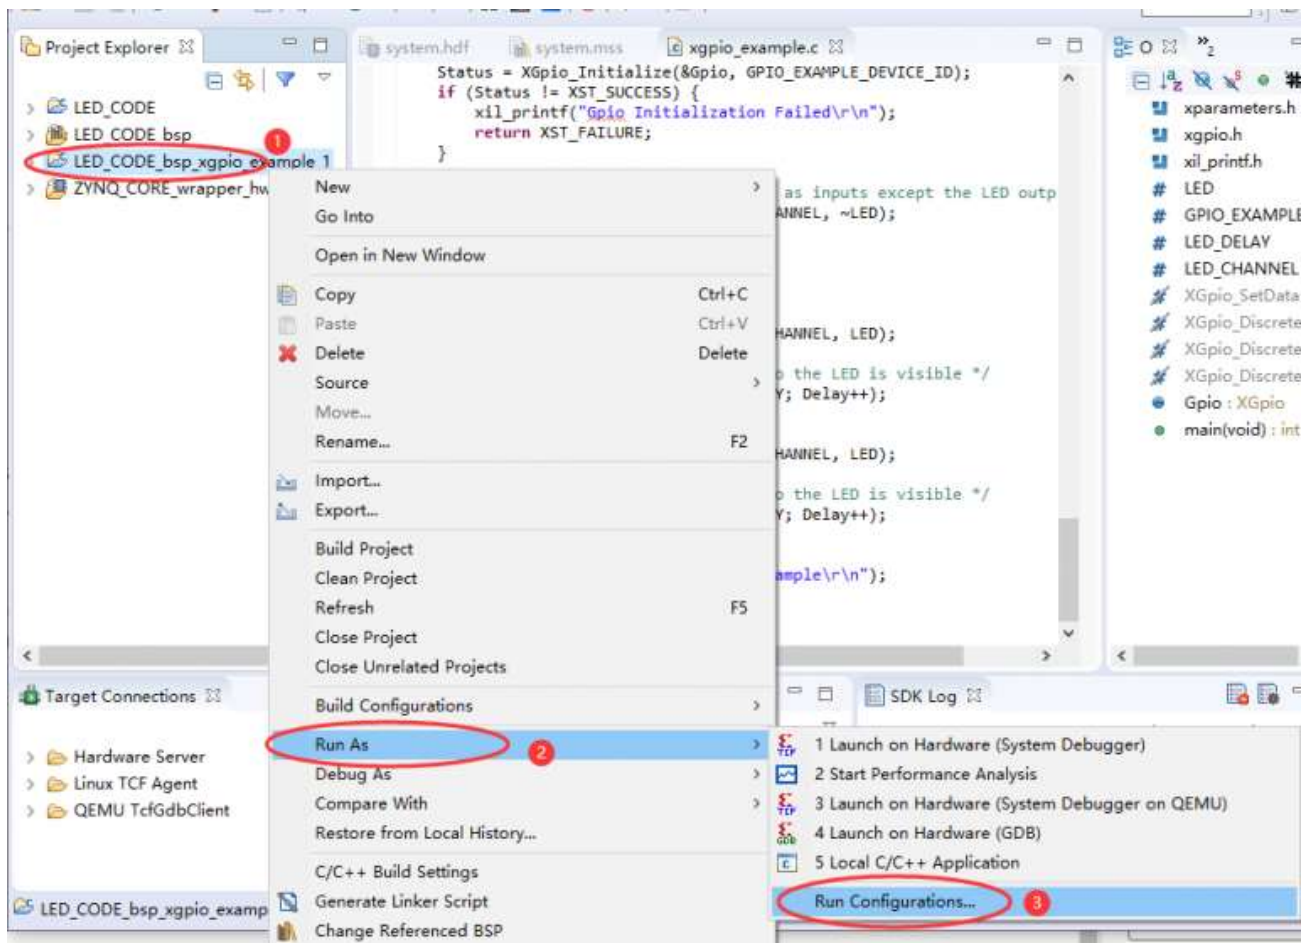 Project Explorer
LED_CODE
LED_CODE_bsp
1
LED_CODE_bsp_xgpio_example_1
ZYNQ_CORE_wrapper_hw
system.hdf
system.mss
xgpio_example.c
Status = XGpio_Initialize(&Gpio, GPIO_EXAMPLE_DEVICE_ID);
if (Status != XST_SUCCESS) {
xil_printf("Gpio Initialization Failed\r\n");
return XST_FAILURE;
}
as inputs except the LED outp
ANNEL, ~LED);
HANNEL, LED);
o the LED is visible */
Y; Delay++);
HANNEL, LED);
o the LED is visible */
Y; Delay++);
ample\r\n");
O
»2
xparameters.h
xgpio.h
xil_printf.h
# LED
# GPIO_EXAMPLE
# LED_DELAY
# LED_CHANNEL
XGpio_SetData
XGpio_Discrete
XGpio_Discrete
XGpio_Discrete
Gpio : XGpio
main(void) : int
New
Go Into
Open in New Window
Copy Ctrl+C
Paste Ctrl+V
Delete Delete
Source
Move...
Rename... F2
Import...
Export...
Build Project
Clean Project
Refresh F5
Close Project
Close Unrelated Projects
Build Configurations
Run As 2
Debug As
Compare With
Restore from Local History...
C/C++ Build Settings
Generate Linker Script
Change Referenced BSP
Target Connections
Hardware Server
Linux TCF Agent
QEMU TcfGdbClient
LED_CODE_bsp_xgpio_examp
SDK Log
1 Launch on Hardware (System Debugger)
2 Start Performance Analysis
3 Launch on Hardware (System Debugger on QEMU)
4 Launch on Hardware (GDB)
5 Local C/C++ Application
Run Configurations... 3